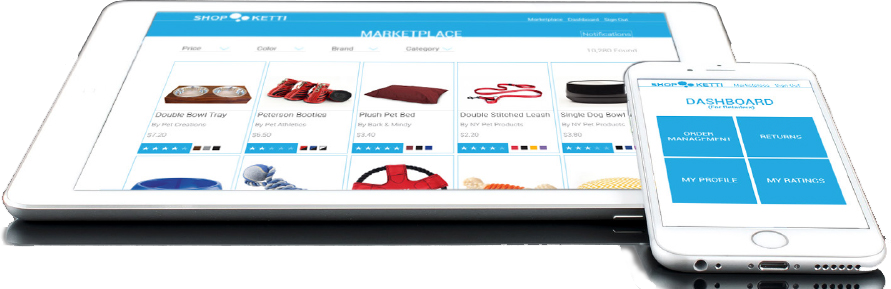 SHOP KETTI
Marketplace Dashboard Sign Out
MARKETPLACE
Notifications
Price Color Brand Category
10,280 Found
Double Bowl Tray
By Pet Creations
$7.20
Peterson Booties
By Pet Athletics
$6.50
Plush Pet Bed
By Bark & Mindy
$3.40
Double Stitched Leash
By NY Pet Products
$2.20
Single Dog Bowl
By NY Pet Products
$3.80
SHOP KETTI Marketplace Sign Out
DASHBOARD
(For Retailers)
ORDER
MANAGMENT
RETURNS
MY PROFILE
MY RATINGS